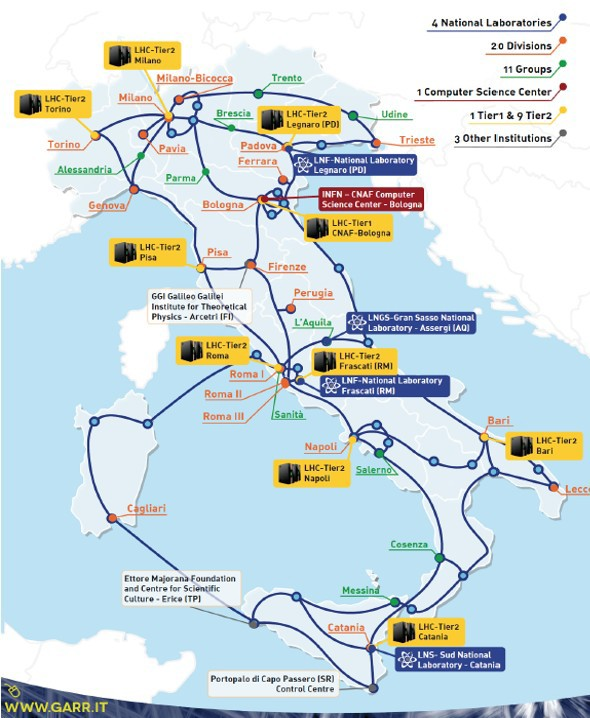 4 National Laboratories
20 Divisions
11 Groups
1 Computer Science Center
1 Tier1 & 9 Tier2
3 Other Institutions
LHC-Tier2
Milano
Milano-Bicocca
Trento
LHC-Tier2
Torino
Milano
Brescia
LHC-Tier2
Legnaro (PD)
Udine
Torino
Pavia
Padova
Trieste
Alessandria
Ferrara
LNF-National Laboratory
Legnaro (PD)
Parma
Genova
Bologna
INFN – CNAF Computer
Science Center - Bologna
LHC-Tier1
CNAF-Bologna
LHC-Tier2
Pisa
Pisa
Firenze
GGI Galileo Galilei
Institute for Theoretical
Physics - Arcetri (FI)
Perugia
L'Aquila
LNGS-Gran Sasso National
Laboratory - Assergi (AQ)
LHC-Tier2
Roma
LHC-Tier2
Frascati (RM)
Roma I
LNF-National Laboratory
Frascati (RM)
Roma II
Roma III
Sanità
Bari
LHC-Tier2
Bari
Napoli
LHC-Tier2
Napoli
Salerno
Lecce
Cagliari
Cosenza
Ettore Majorana Foundation
and Centre for Scientific
Culture - Erice (TP)
Messina
Catania
LHC-Tier2
Catania
LNS- Sud National
Laboratory - Catania
Portopalo di Capo Passero (SR)
Control Centre
WWW.GARR.IT